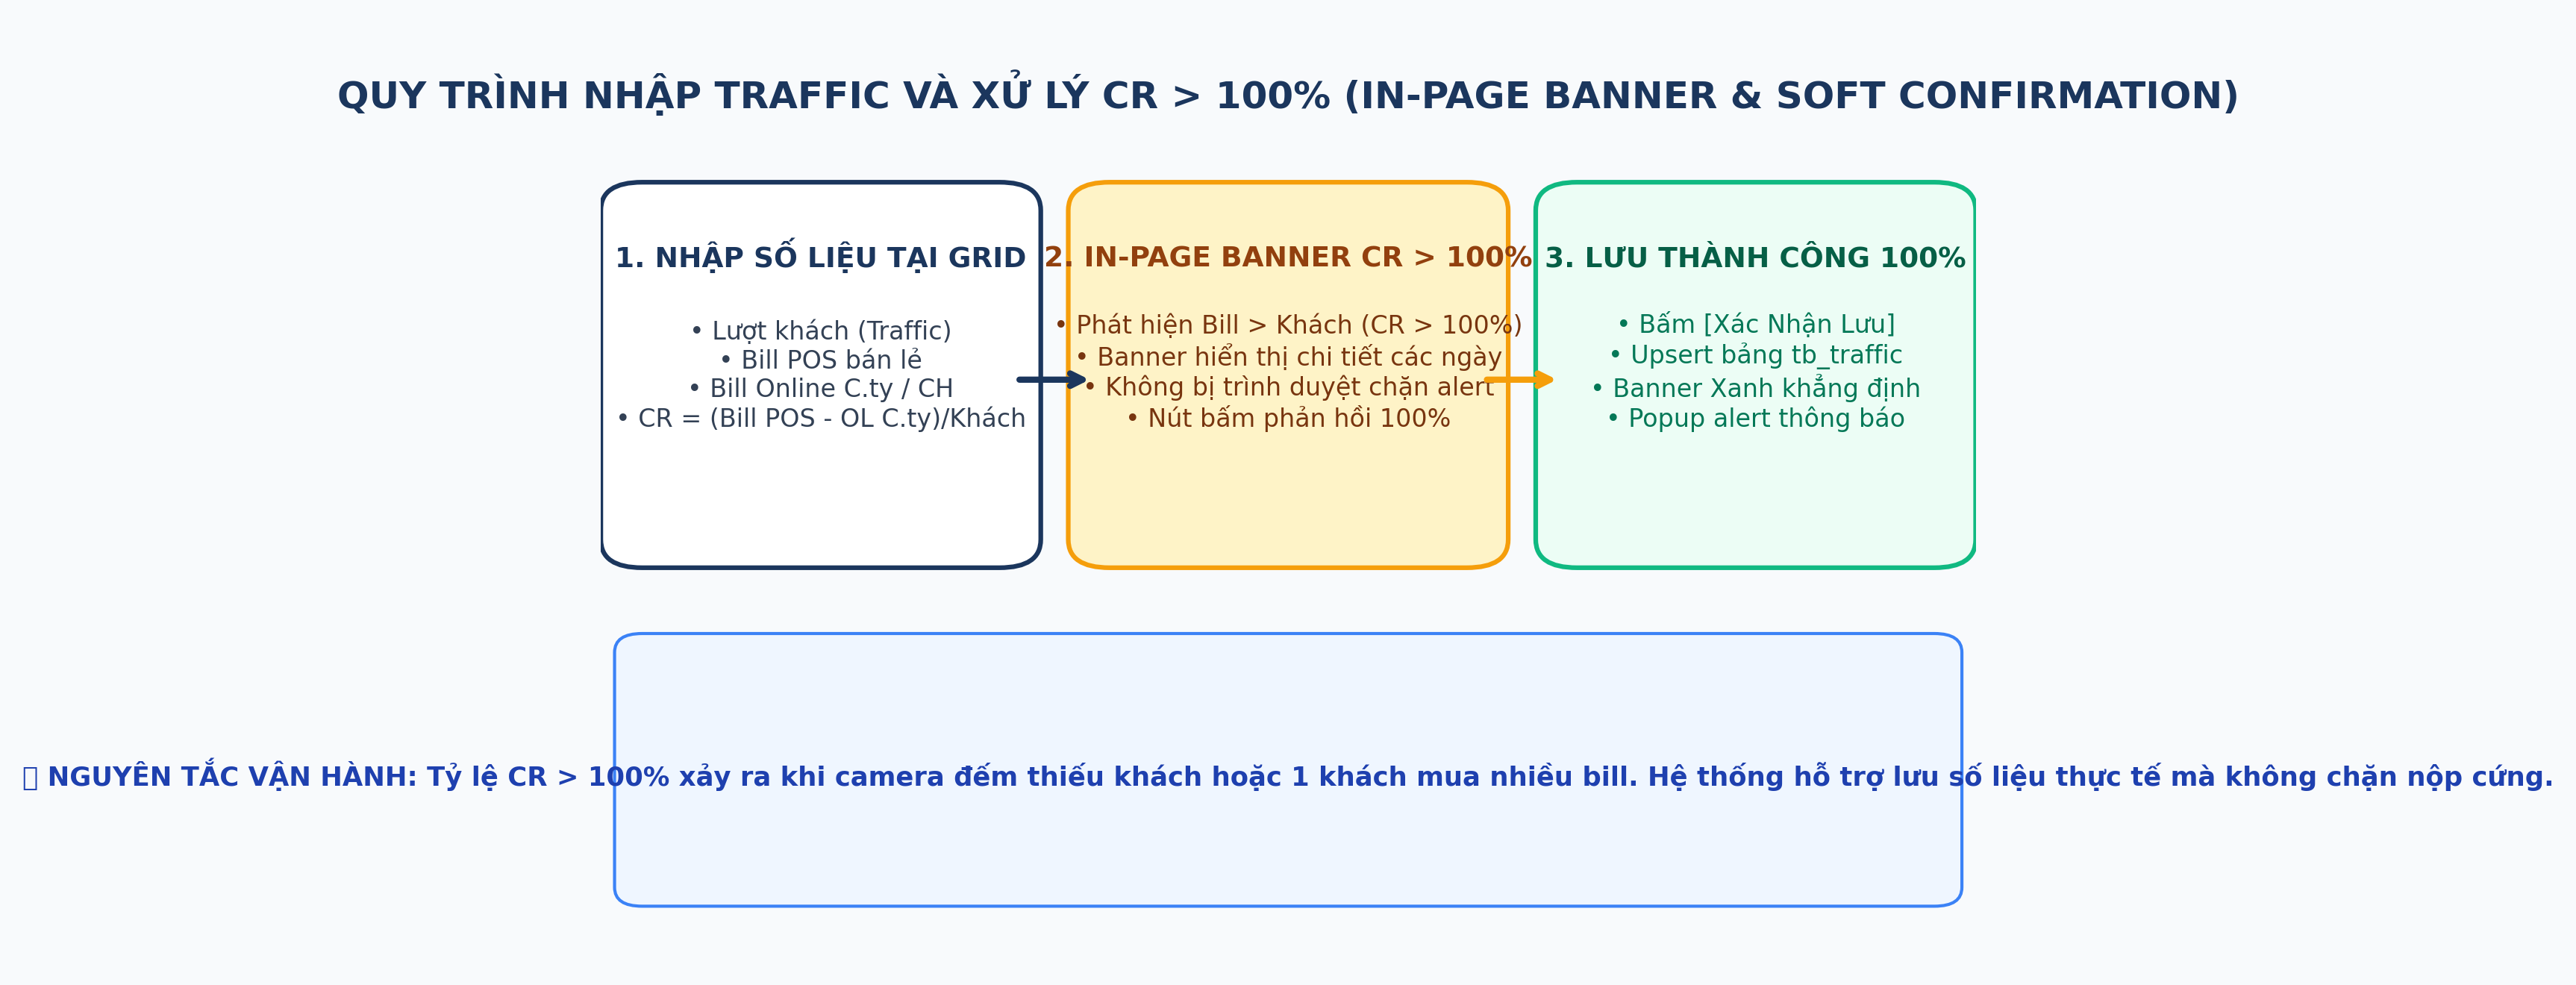 QUY TRÌNH NHẬP TRAFFIC VÀ XỬ LÝ CR > 100% (IN-PAGE BANNER & SOFT CONFIRMATION)
1. NHẬP SỐ LIỆU TẠI GRID
• Lượt khách (Traffic)
• Bill POS bán lẻ
• Bill Online C.ty / CH
• CR = (Bill POS - OL C.ty)/Khách
2. IN-PAGE BANNER CR > 100%
• Phát hiện Bill > Khách (CR > 100%)
• Banner hiển thị chi tiết các ngày
• Không bị trình duyệt chặn alert
• Nút bấm phản hồi 100%
3. LƯU THÀNH CÔNG 100%
• Bấm [Xác Nhận Lưu]
• Upsert bảng tb_traffic
• Banner Xanh khẳng định
• Popup alert thông báo
NGUYÊN TẮC VẬN HÀNH: Tỷ lệ CR > 100% xảy ra khi camera đếm thiếu khách hoặc 1 khách mua nhiều bill. Hệ thống hỗ trợ lưu số liệu thực tế mà không chặn nộp cứng.